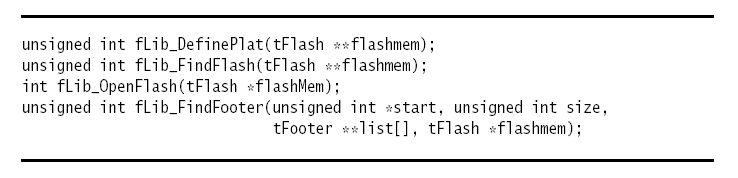 unsigned int fLib_DefinePlat(tFlash **flashmem);
unsigned int fLib_FindFlash(tFlash **flashmem);
int fLib_OpenFlash(tFlash *flashMem);
unsigned int fLib_FindFooter(unsigned int *start, unsigned int size,
tFooter **list[], tFlash *flashmem);